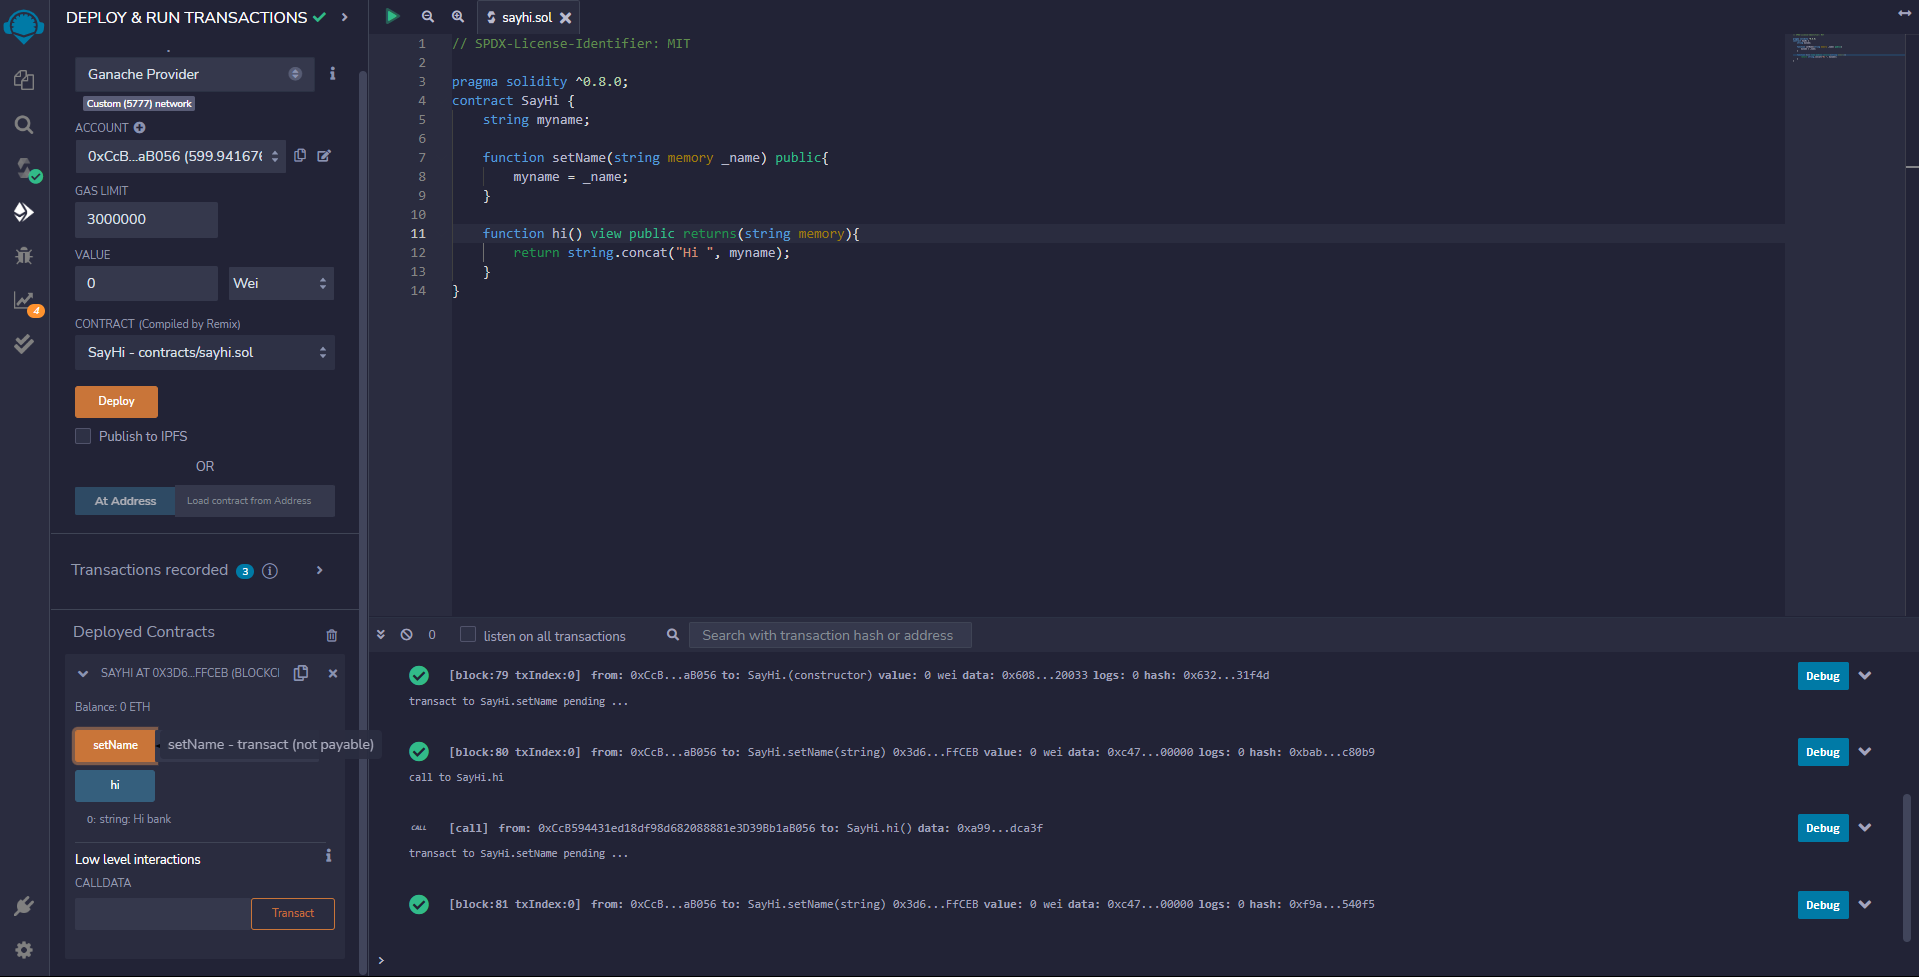 DEPLOY & RUN TRANSACTIONS
Ganache Provider
Custom (5777) network
ACCOUNT
0xCcB...aB056 (599.941676
GAS LIMIT
3000000
VALUE
0
Wei
CONTRACT (Compiled by Remix)
SayHi - contracts/sayhi.sol
Deploy
Publish to IPFS
OR
At Address
Load contract from Address
Transactions recorded 3
Deployed Contracts
SAYHI AT 0X3D6...FFCEB (BLOCKCH
Balance: 0 ETH
setName
setName - transact (not payable)
hi
0: string: Hi bank
Low level interactions
CALLDATA
Transact
4
sayhi.sol
1 // SPDX-License-Identifier: MIT
2
3 pragma solidity ^0.8.0;
4 contract SayHi {
5 string myname;
6
7 function setName(string memory _name) public{
8 myname = _name;
9 }
10
11 function hi() view public returns(string memory){
12 return string.concat("Hi ", myname);
13 }
14 }
0
listen on all transactions
Search with transaction hash or address
[block:79 txIndex:0] from: 0xCcB...aB056 to: SayHi.(constructor) value: 0 wei data: 0x608...20033 logs: 0 hash: 0x632...31f4d
Debug
transact to SayHi.setName pending ...
[block:80 txIndex:0] from: 0xCcB...aB056 to: SayHi.setName(string) 0x3d6...FfCEB value: 0 wei data: 0xc47...00000 logs: 0 hash: 0xbab...c80b9
Debug
call to SayHi.hi
CALL [call] from: 0xCcB594431ed18df98d682088881e3D39Bb1aB056 to: SayHi.hi() data: 0xa99...dca3f
Debug
transact to SayHi.setName pending ...
[block:81 txIndex:0] from: 0xCcB...aB056 to: SayHi.setName(string) 0x3d6...FfCEB value: 0 wei data: 0xc47...00000 logs: 0 hash: 0xf9a...540f5
Debug
>